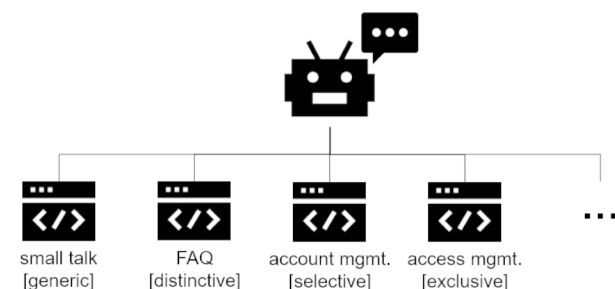 small talk
[generic]
FAQ
[distinctive]
account mgmt.
[selective]
access mgmt.
[exclusive]
...